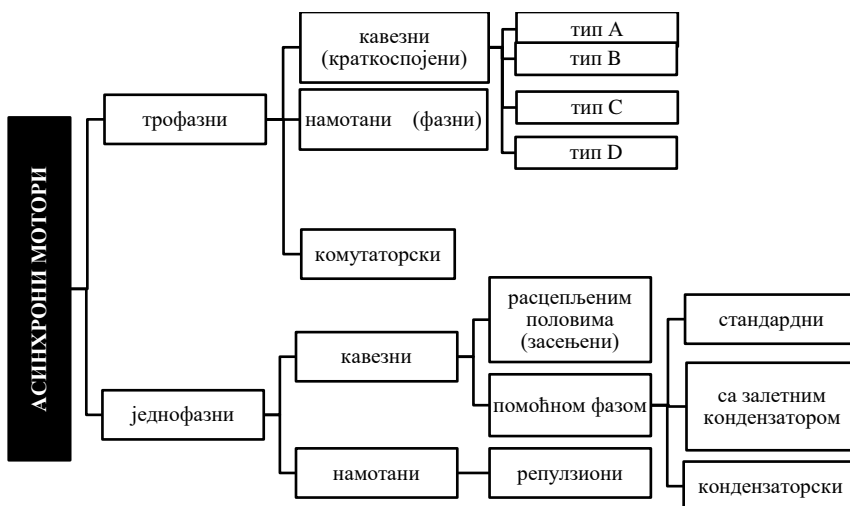 АСИНХРОНИ МОТОРИ
трофазни
кавезни
(краткоспојени)
тип A
тип B
тип C
тип D
намотани (фазни)
комутаторски
једнофазни
кавезни
расцепљеним
половима
(засењени)
помоћном фазом
стандардни
са залетним
кондензатором
кондензаторски
намотани
репулзиони